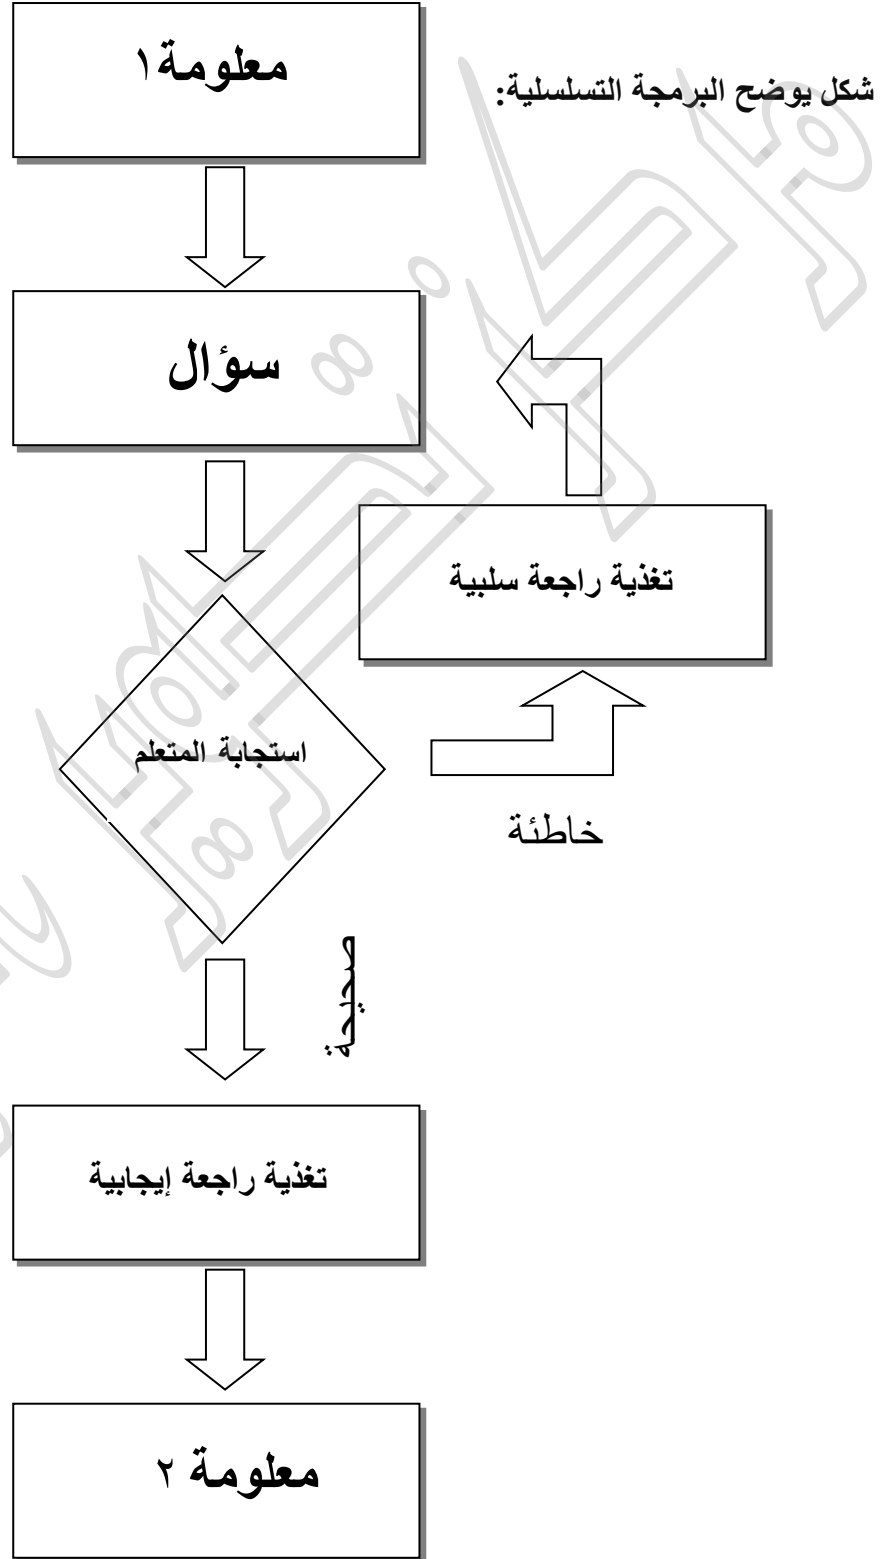 شكل يوضح البرمجة التسلسلية:
معلومة١
سؤال
تغذية راجعة سلبية
استجابة المتعلم
خاطئة
صحيحة
تغذية راجعة إيجابية
معلومة ٢